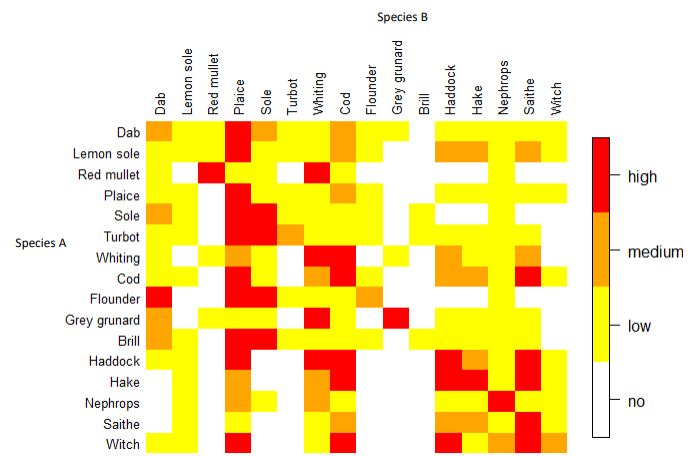 Species B
Dab
Lemon sole
Red mullet
Plaice
Sole
Turbot
Whiting
Cod
Flounder
Grey grunard
Brill
Haddock
Hake
Nephrops
Saithe
Witch
Species A
Dab
Lemon sole
Red mullet
Plaice
Sole
Turbot
Whiting
Cod
Flounder
Grey grunard
Brill
Haddock
Hake
Nephrops
Saithe
Witch
high
medium
low
no